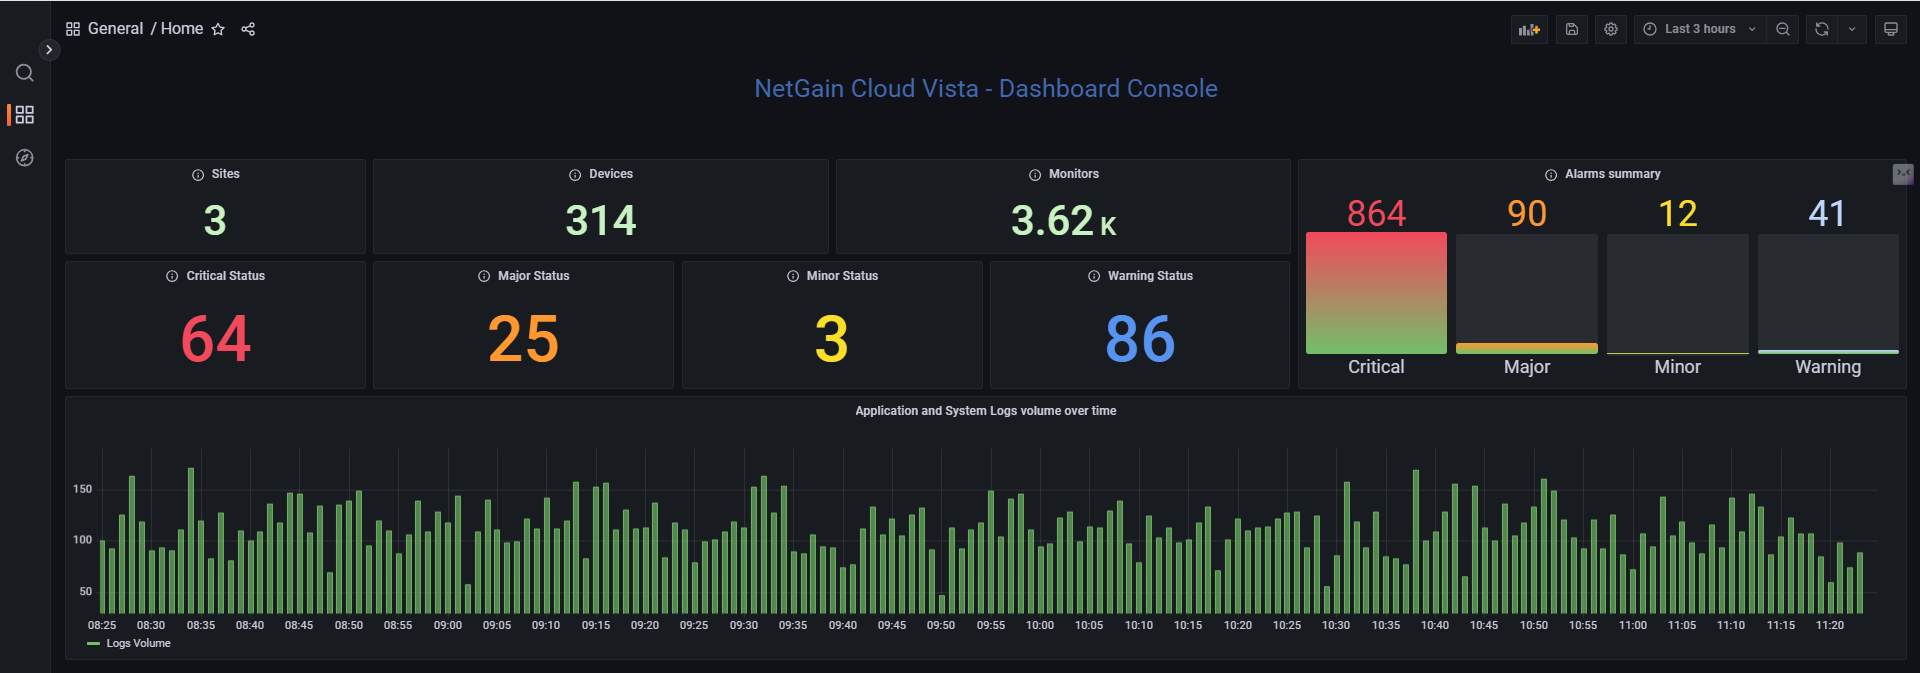 General / Home
Last 3 hours
NetGain Cloud Vista - Dashboard Console
Sites
3
Devices
314
Monitors
3.62 K
Alarms summary
864 90 12 41
Critical Major Minor Warning
Critical Status
64
Major Status
25
Minor Status
3
Warning Status
86
Application and System Logs volume over time
150
100
50
08:25 08:30 08:35 08:40 08:45 08:50 08:55 09:00 09:05 09:10 09:15 09:20 09:25 09:30 09:35 09:40 09:45 09:50 09:55 10:00 10:05 10:10 10:15 10:20 10:25 10:30 10:35 10:40 10:45 10:50 10:55 11:00 11:05 11:10 11:15 11:20
Logs Volume